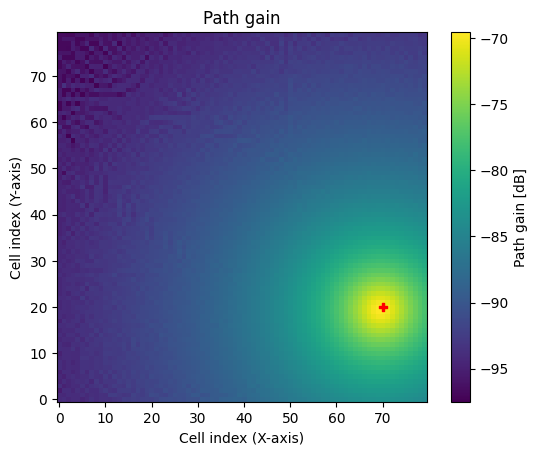 Path gain
70
60
50
40
30
20
10
0
Cell index (Y-axis)
0 10 20 30 40 50 60 70
Cell index (X-axis)
−70
−75
−80
−85
−90
−95
Path gain [dB]